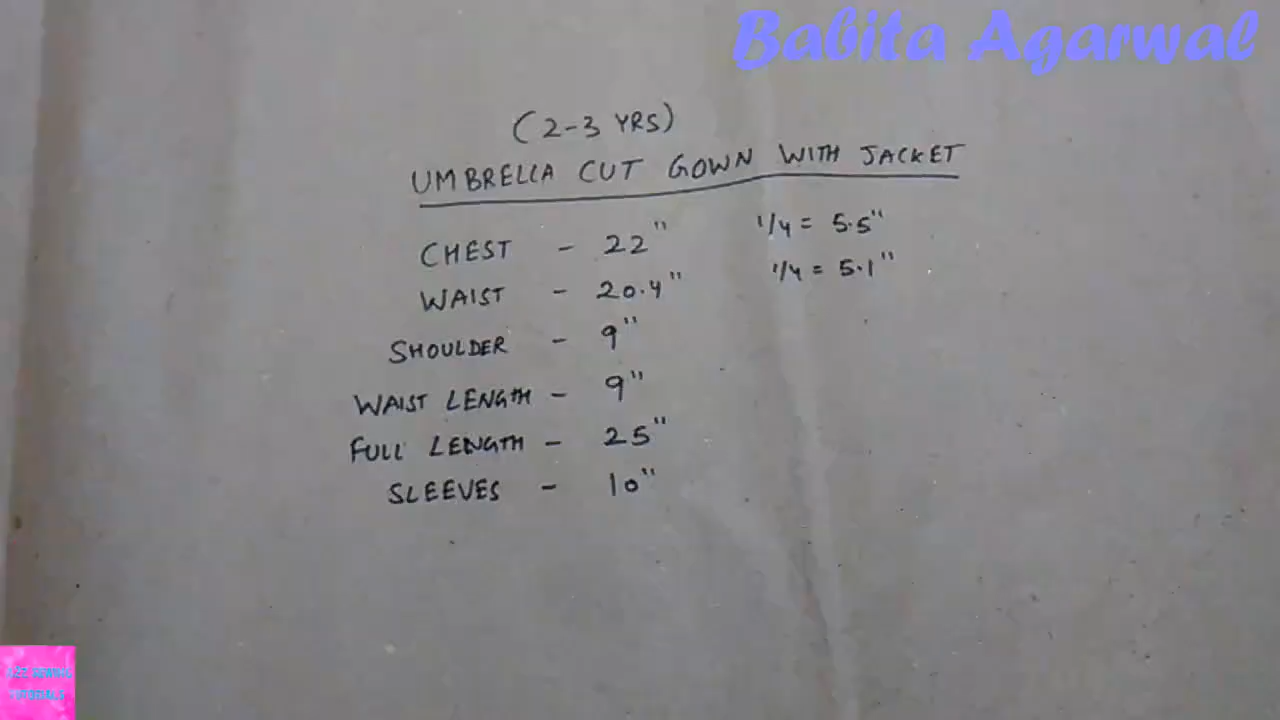 Babita Agarwal
(2-3 YRS)
UMBRELLA CUT GOWN WITH JACKET
CHEST - 22" 1/4 = 5.5"
WAIST - 20.4" 1/4 = 5.1"
SHOULDER - 9"
WAIST LENGTH - 9"
FULL LENGTH - 25"
SLEEVES - 10"
TUTORIALS